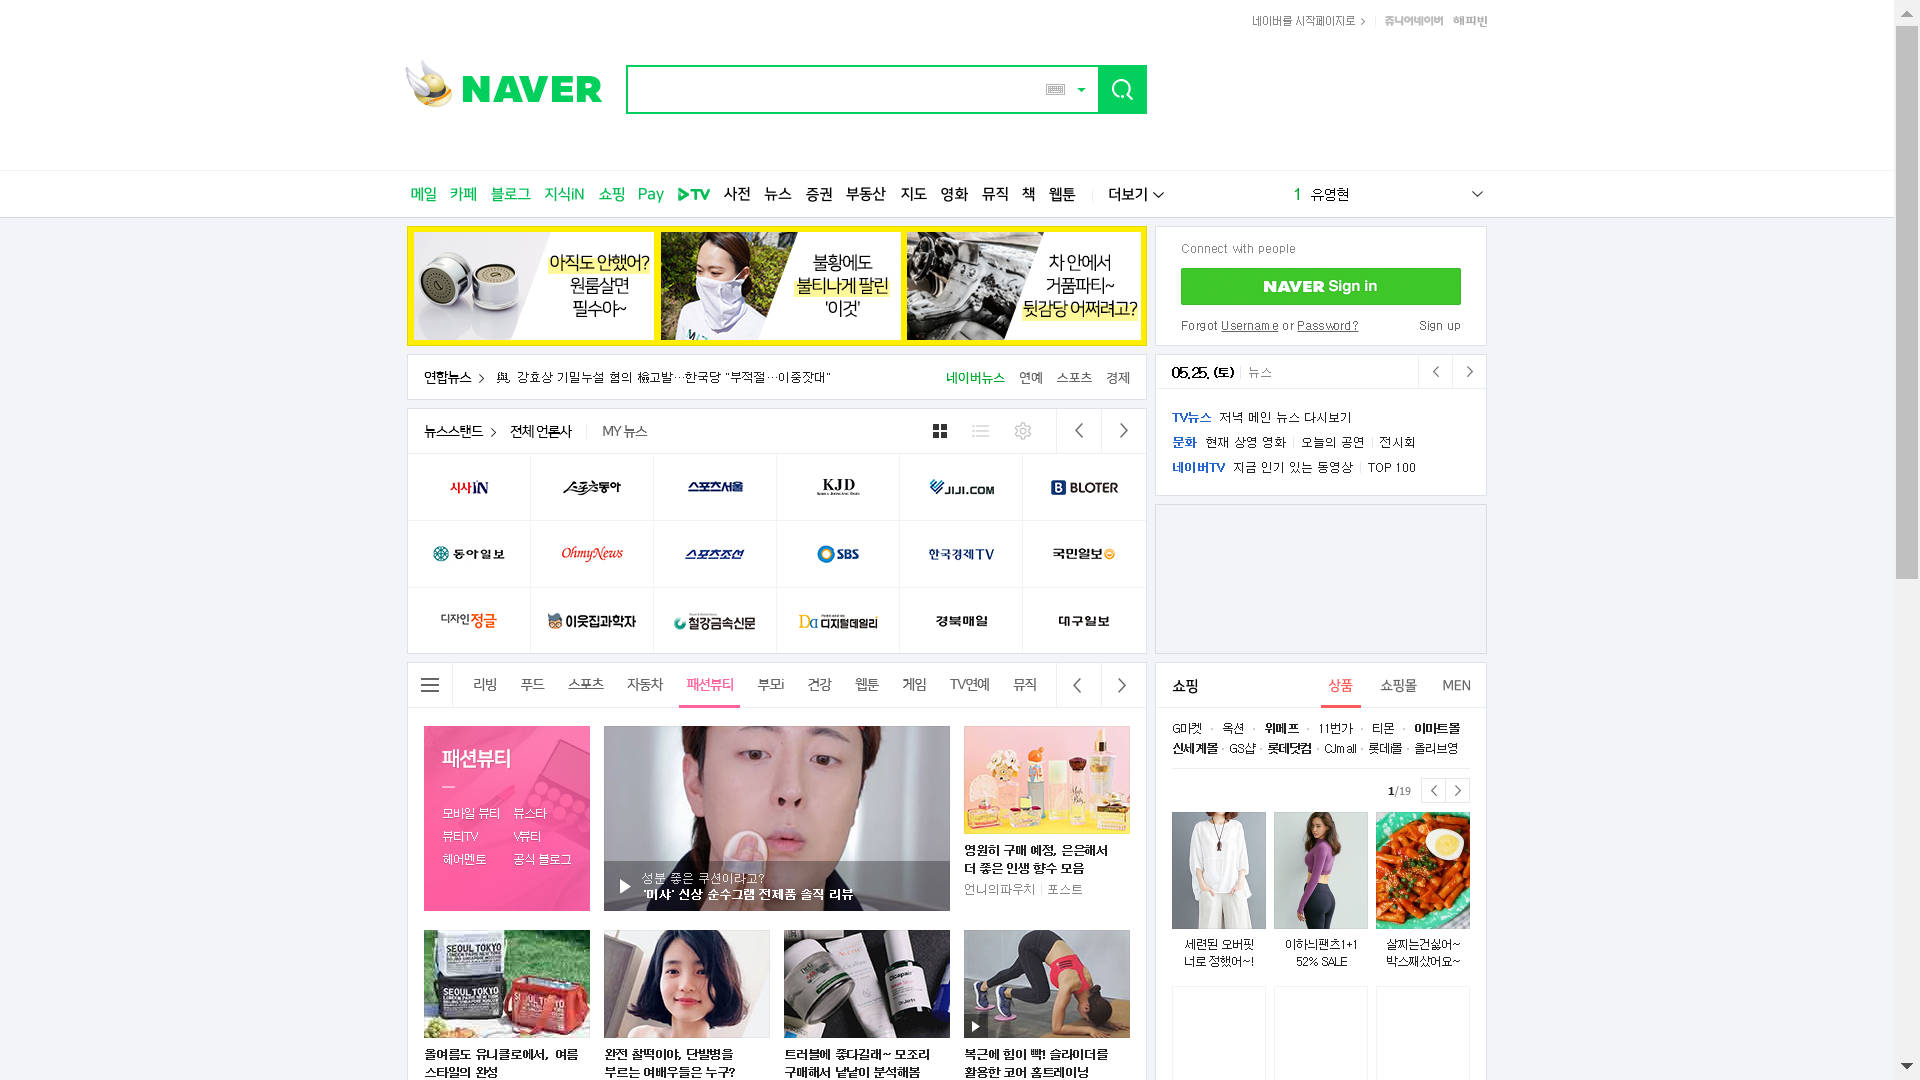 네이버를 시작페이지로
쥬니어네이버 해피빈
NAVER
메일 카페 블로그 지식iN 쇼핑 Pay TV 사전 뉴스 증권 부동산 지도 영화 뮤직 책 웹툰 더보기
1 유영현
아직도 안했어?
원룸살면
필수야~
불황에도
불티나게 팔린
'이것'
차 안에서
거품파티~
뒷감당 어쩌려고?
Connect with people
NAVER Sign in
Forgot Username or Password? Sign up
연합뉴스 與, 강효상 기밀누설 혐의 檢고발…한국당 "부적절…이중잣대"
네이버뉴스 연예 스포츠 경제
05.25.(토) 뉴스
TV뉴스 저녁 메인 뉴스 다시보기
문화 현재 상영 영화 오늘의 공연 전시회
네이버TV 지금 인기 있는 동영상 TOP 100
뉴스스탠드 전체 언론사 MY 뉴스
시사IN 스포츠동아 스포츠서울 KJD JIJI.COM BLOTER
동아일보 OhmyNews 스포츠조선 SBS 한국경제TV 국민일보
디자인정글 이웃집과학자 철강금속신문 디지털데일리 경북매일 대구일보
리빙 푸드 스포츠 자동차 패션뷰티 부모i 건강 웹툰 게임 TV연예 뮤직
패션뷰티
모바일 뷰티 뷰스타
뷰티TV V뷰티
헤어멘토 공식 블로그
성분 좋은 쿠션이라고?
'미샤' 신상 순수그램 전제품 솔직 리뷰
영원히 구매 예정, 은은해서
더 좋은 인생 향수 모음
언니의파우치 포스트
SEOUL TOKYO
SEOUL TOKYO
SEOUL TOKYO
Cicapair
Dr.Jart+
올여름도 유니클로에서, 여름
스타일의 완성
완전 찰떡이야, 단발병을
부르는 여배우들은 누구?
트러블에 좋다길래~ 모조리
구매해서 낱낱이 분석해봄
복근에 힘이 빡! 슬라이더를
활용한 코어 홈트레이닝
쇼핑 상품 쇼핑몰 MEN
G마켓 · 옥션 · 위메프 · 11번가 · 티몬 · 이마트몰
신세계몰 · GS샵 · 롯데닷컴 · CJmall · 롯데i몰 · 올리브영
1/19
세련된 오버핏
너로 정했어~!
이하늬팬츠1+1
52% SALE
살찌는건싫어~
박스째샀어요~